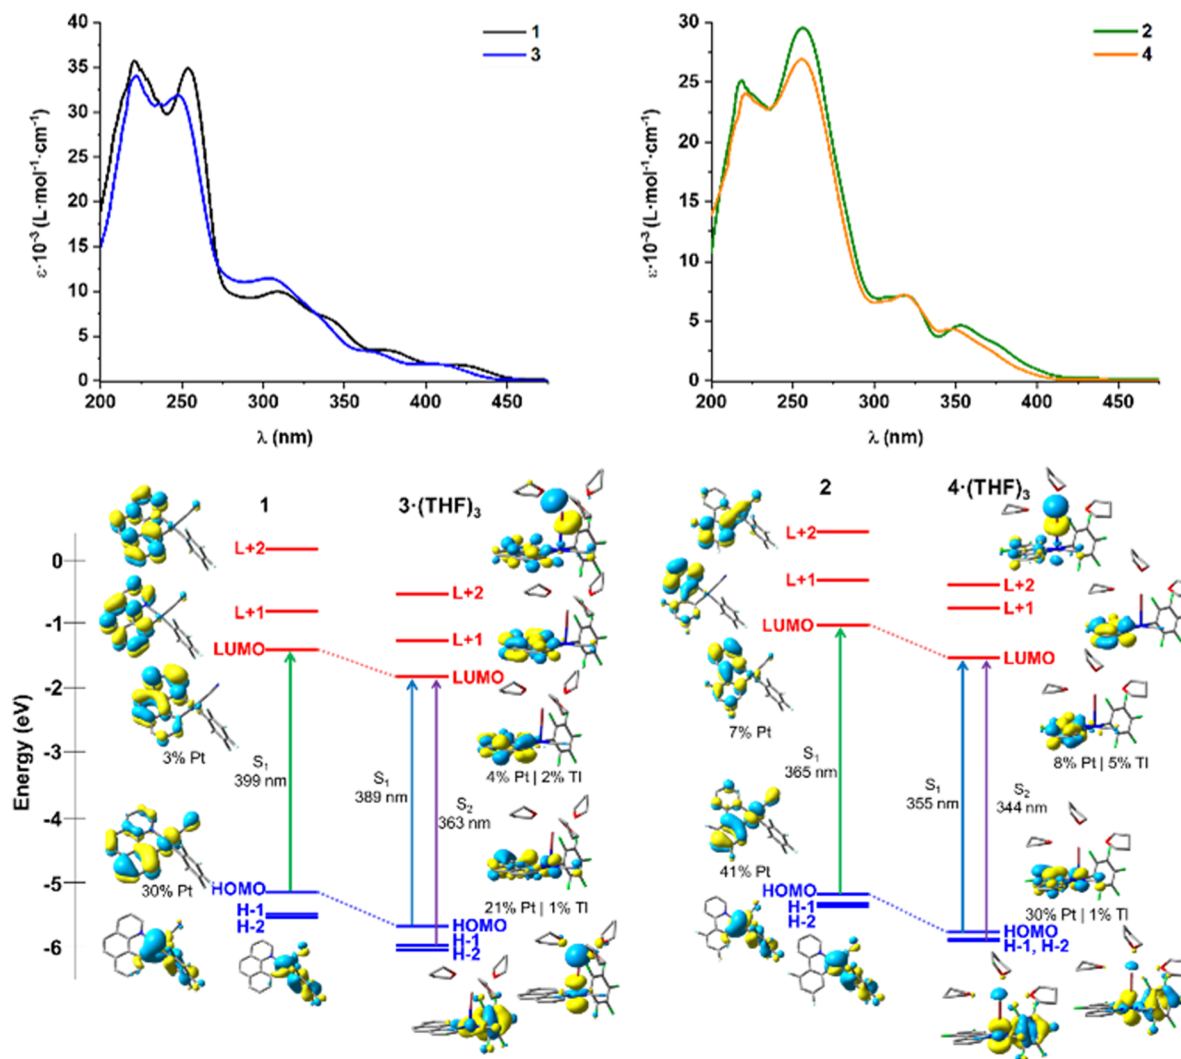 1
3
ε·10⁻³ (L·mol⁻¹·cm⁻¹)
40
35
30
25
20
15
10
5
0
200 250 300 350 400 450
λ (nm)
2
4
ε·10⁻³ (L·mol⁻¹·cm⁻¹)
30
25
20
15
10
5
0
200 250 300 350 400 450
λ (nm)
Energy (eV)
0
-1
-2
-3
-4
-5
-6
1
L+2
L+1
LUMO
3% Pt
S₁
399 nm
30% Pt
HOMO
H-1
H-2
3·(THF)₃
L+2
L+1
LUMO
4% Pt | 2% Tl
S₁
389 nm
S₂
363 nm
21% Pt | 1% Tl
HOMO
H-1
H-2
2
L+2
L+1
LUMO
7% Pt
S₁
365 nm
41% Pt
HOMO
H-1
H-2
4·(THF)₃
L+2
L+1
LUMO
8% Pt | 5% Tl
S₁
355 nm
S₂
344 nm
30% Pt | 1% Tl
HOMO
H-1, H-2